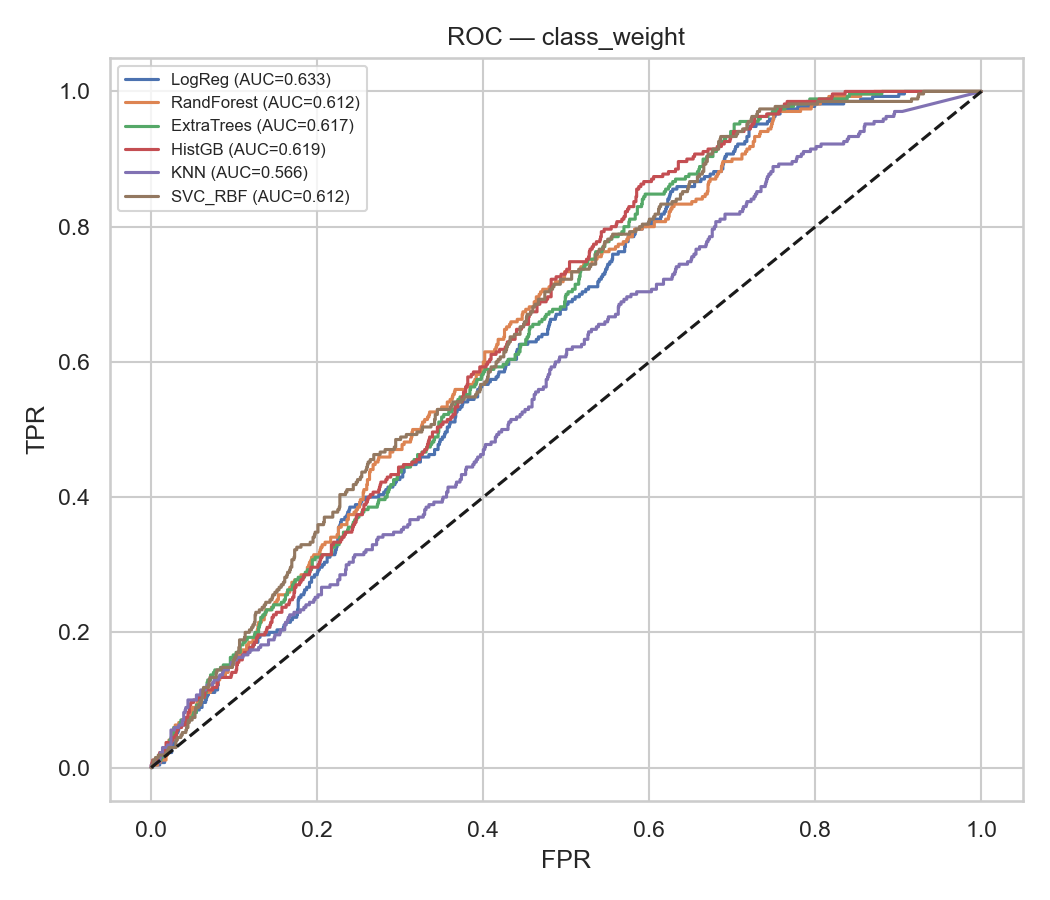 ROC — class_weight
LogReg (AUC=0.633)
RandForest (AUC=0.612)
ExtraTrees (AUC=0.617)
HistGB (AUC=0.619)
KNN (AUC=0.566)
SVC_RBF (AUC=0.612)
1.0
0.8
0.6
0.4
0.2
0.0
TPR
0.0 0.2 0.4 0.6 0.8 1.0
FPR